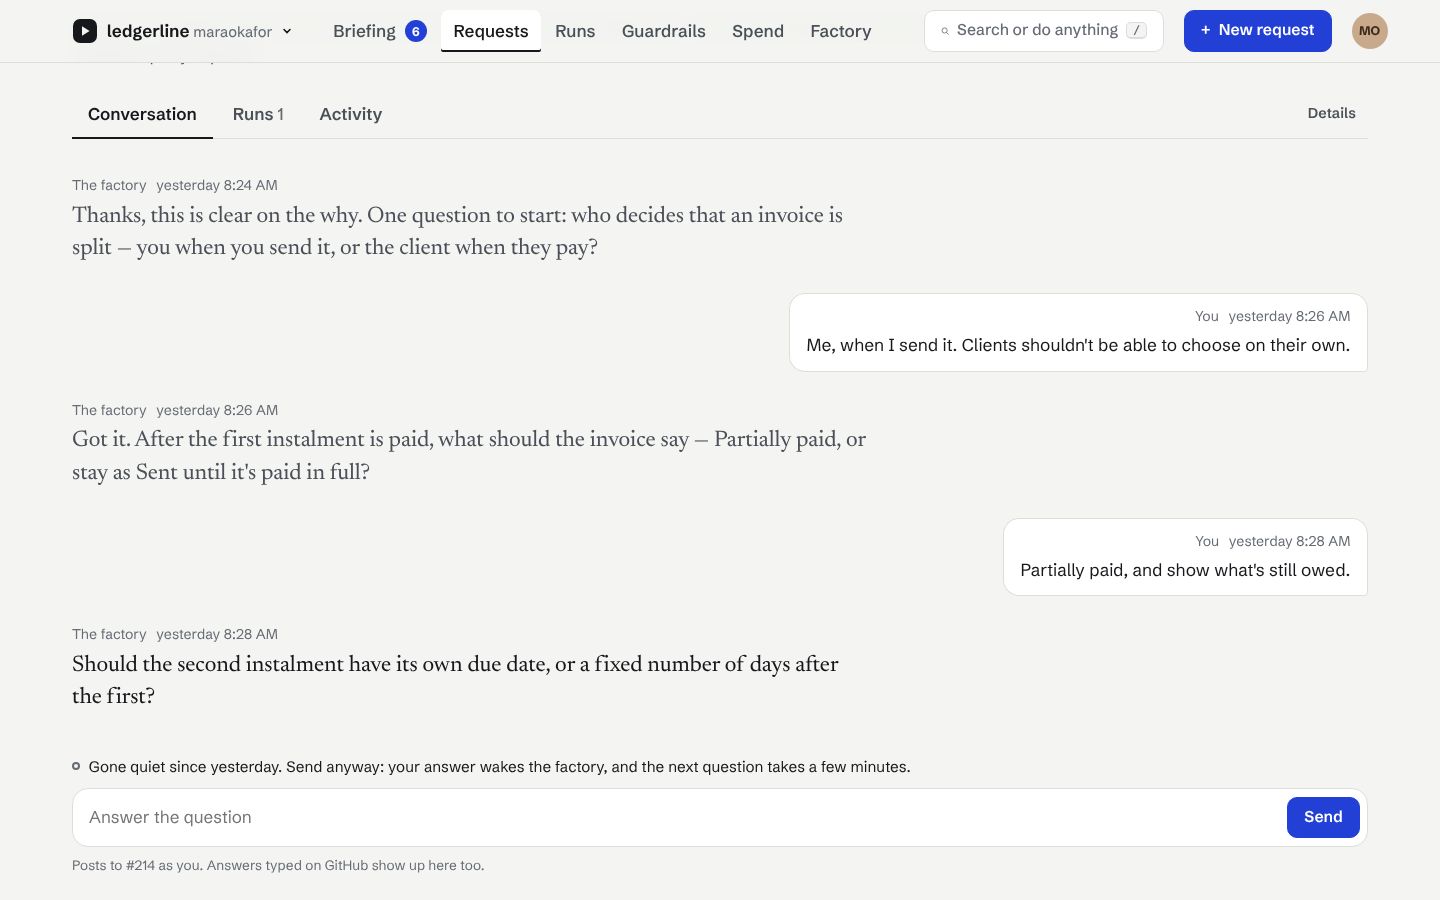 ledgerline maraokafor
Briefing 6
Requests
Runs
Guardrails
Spend
Factory
Search or do anything /
+ New request
MO
Conversation
Runs 1
Activity
Details
The factory yesterday 8:24 AM
Thanks, this is clear on the why. One question to start: who decides that an invoice is
split — you when you send it, or the client when they pay?
You yesterday 8:26 AM
Me, when I send it. Clients shouldn't be able to choose on their own.
The factory yesterday 8:26 AM
Got it. After the first instalment is paid, what should the invoice say — Partially paid, or
stay as Sent until it's paid in full?
You yesterday 8:28 AM
Partially paid, and show what's still owed.
The factory yesterday 8:28 AM
Should the second instalment have its own due date, or a fixed number of days after
the first?
Gone quiet since yesterday. Send anyway: your answer wakes the factory, and the next question takes a few minutes.
Answer the question
Send
Posts to #214 as you. Answers typed on GitHub show up here too.